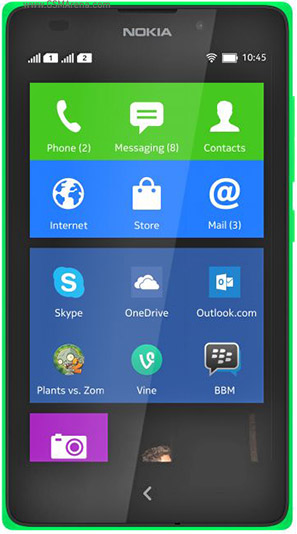 www.GSMArena.com
NOKIA
1 2 10:45
Phone (2) Messaging (8) Contacts
Internet Store Mail (3)
Skype OneDrive Outlook.com
Plants vs. Zom Vine BBM